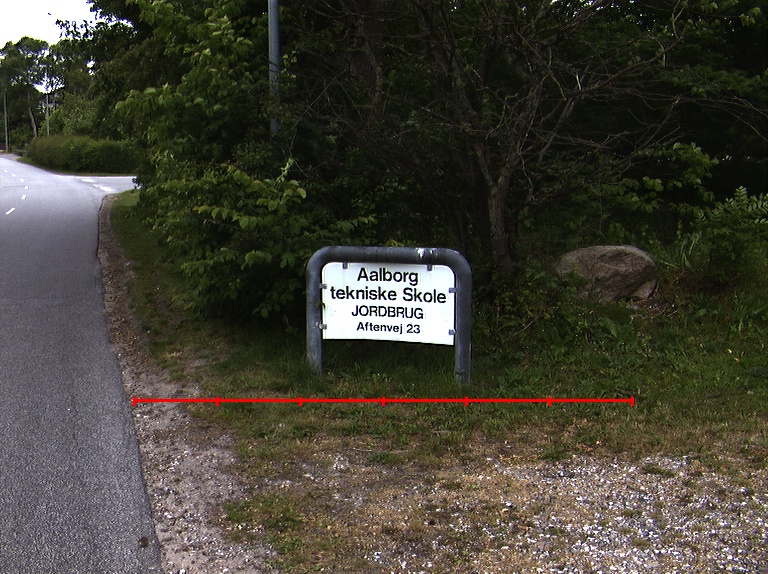 Aalborg
tekniske Skole
JORDBRUG
Aftenvej 23